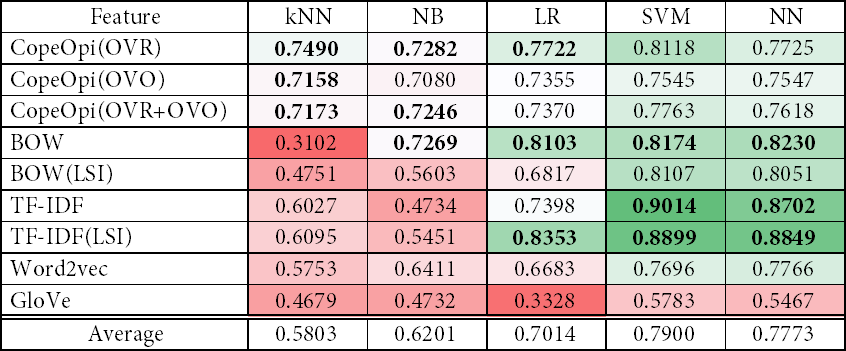 Feature kNN NB LR SVM NN
CopeOpi(OVR) 0.7490 0.7282 0.7722 0.8118 0.7725
CopeOpi(OVO) 0.7158 0.7080 0.7355 0.7545 0.7547
CopeOpi(OVR+OVO) 0.7173 0.7246 0.7370 0.7763 0.7618
BOW 0.3102 0.7269 0.8103 0.8174 0.8230
BOW(LSI) 0.4751 0.5603 0.6817 0.8107 0.8051
TF-IDF 0.6027 0.4734 0.7398 0.9014 0.8702
TF-IDF(LSI) 0.6095 0.5451 0.8353 0.8899 0.8849
Word2vec 0.5753 0.6411 0.6683 0.7696 0.7766
GloVe 0.4679 0.4732 0.3328 0.5783 0.5467
Average 0.5803 0.6201 0.7014 0.7900 0.7773